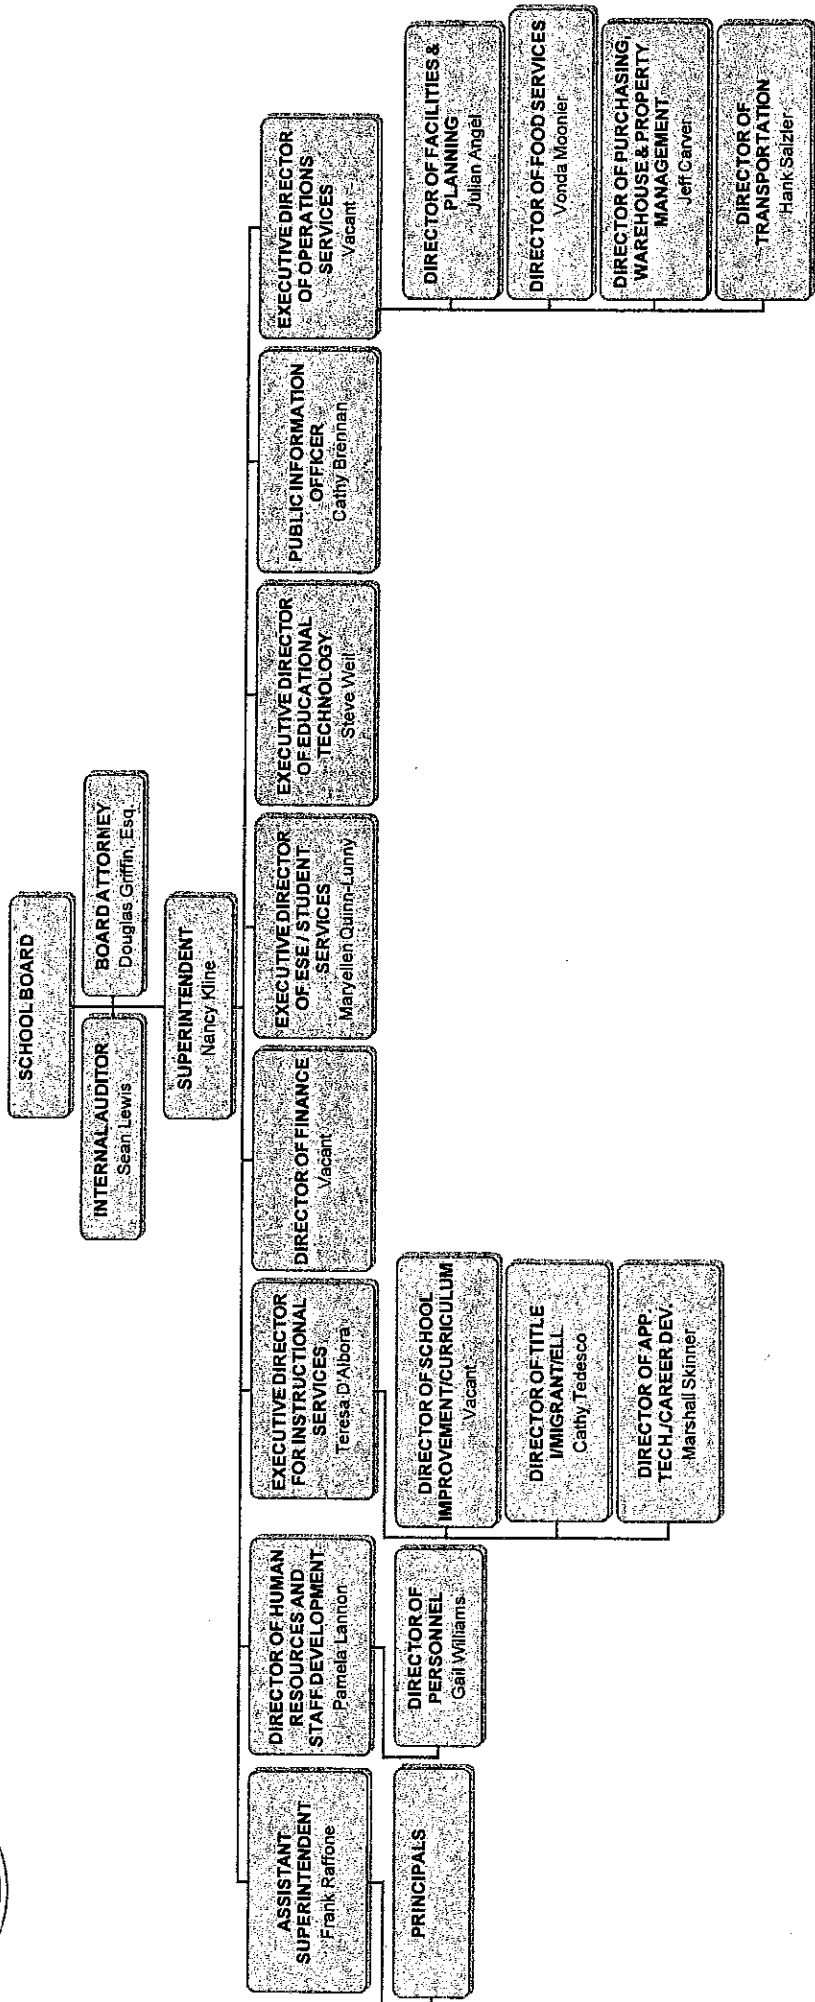 SCHOOL BOARD
INTERNAL AUDITOR
Sean Lewis
BOARD ATTORNEY
Douglas Griffin, Esq.
SUPERINTENDENT
Nancy Kline
ASSISTANT
SUPERINTENDENT
Frank Raffone
DIRECTOR OF HUMAN
RESOURCES AND
STAFF DEVELOPMENT
Pamela Lannon
EXECUTIVE DIRECTOR
FOR INSTRUCTIONAL
SERVICES
Teresa D'Albora
DIRECTOR OF FINANCE
Vacant
EXECUTIVE DIRECTOR
OF ESE / STUDENT
SERVICES
Maryellen Quinn-Lunny
EXECUTIVE DIRECTOR
OF EDUCATIONAL
TECHNOLOGY
Steve Weil
PUBLIC INFORMATION
OFFICER
Cathy Brennan
EXECUTIVE DIRECTOR
OF OPERATIONS
SERVICES
Vacant
PRINCIPALS
DIRECTOR OF
PERSONNEL
Gail Williams
DIRECTOR OF SCHOOL
IMPROVEMENT/CURRICULUM
Vacant
DIRECTOR OF TITLE
I/MIGRANT/ELL
Cathy Tedesco
DIRECTOR OF APP.
TECH./CAREER DEV.
Marshall Skinner
DIRECTOR OF FACILITIES &
PLANNING
Julian Angel
DIRECTOR OF FOOD SERVICES
Vonda Moonier
DIRECTOR OF PURCHASING,
WAREHOUSE & PROPERTY
MANAGEMENT
Jeff Carver
DIRECTOR OF
TRANSPORTATION
Hank Salzler